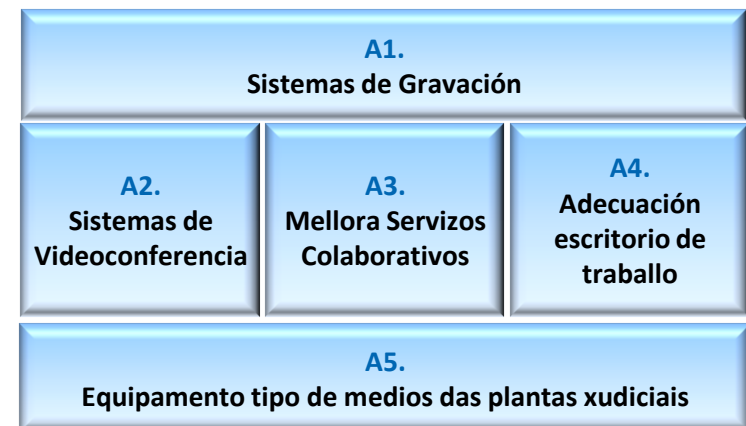 A1.
Sistemas de Gravación
A2.
Sistemas de
Videoconferencia
A3.
Mellora Servizos
Colaborativos
A4.
Adecuación
escritorio de
traballo
A5.
Equipamento tipo de medios das plantas xudiciais